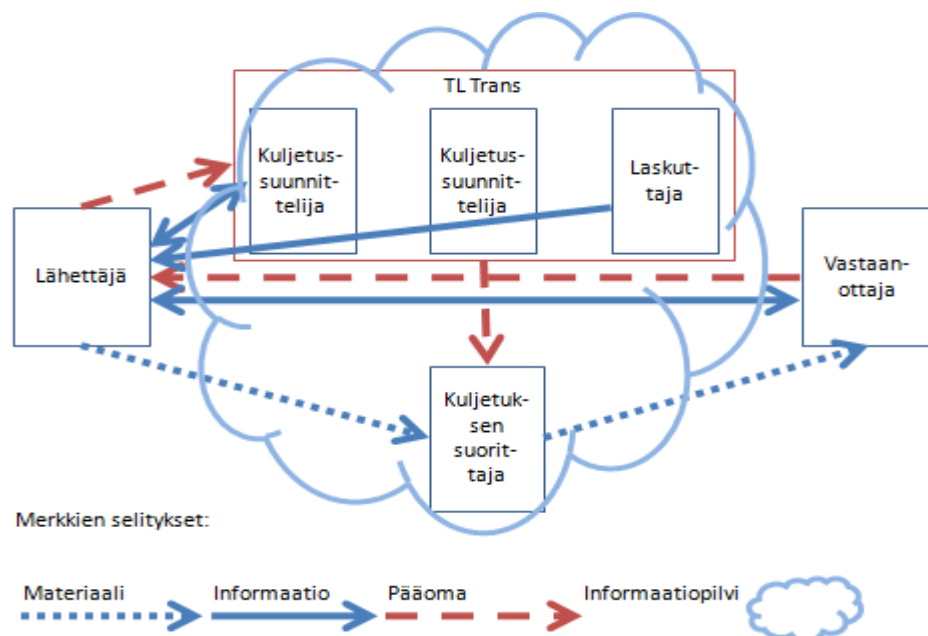 TL Trans
Kuljetus-
suunnit-
telija
Kuljetus-
suunnit-
telija
Laskut-
taja
Lähettäjä
Vastaan-
ottaja
Kuljetuk-
sen
suorit-
taja
Merkkien selitykset:
Materiaali
Informaatio
Pääoma
Informaatiopilvi